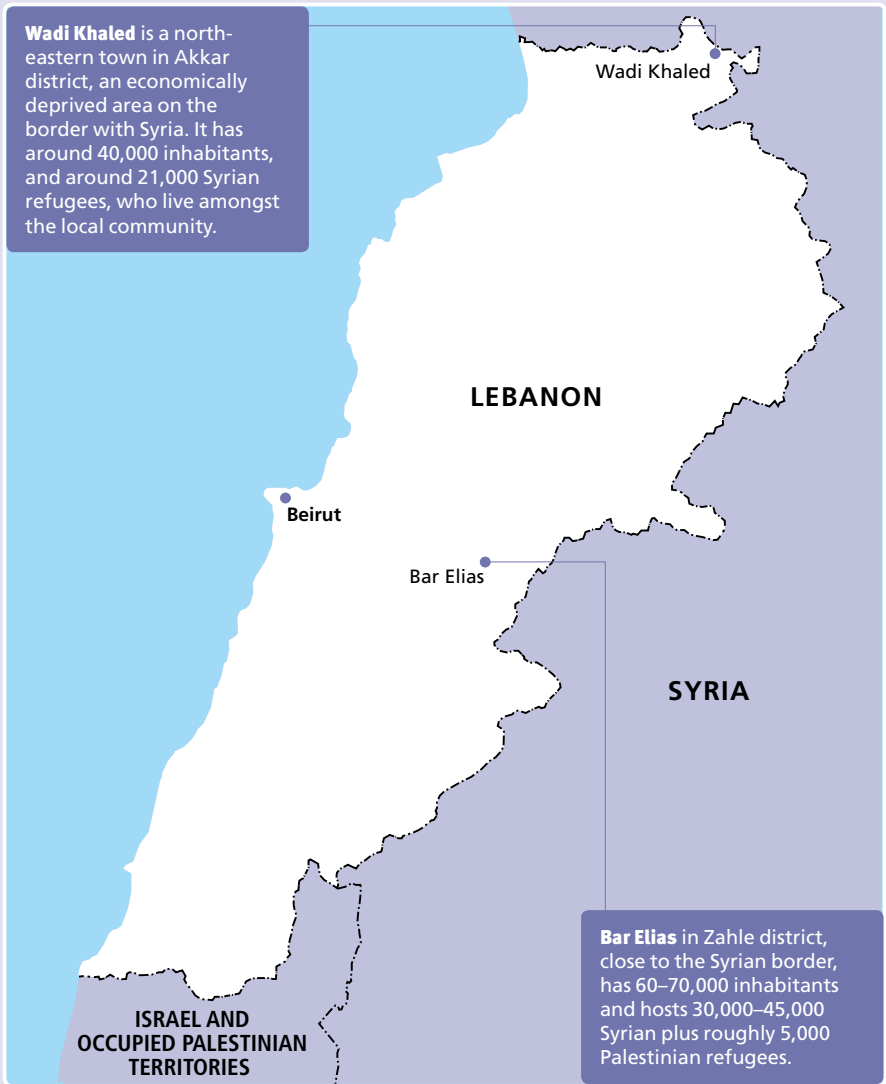 Wadi Khaled is a north-
eastern town in Akkar
district, an economically
deprived area on the
border with Syria. It has
around 40,000 inhabitants,
and around 21,000 Syrian
refugees, who live amongst
the local community.
Wadi Khaled
LEBANON
Beirut
Bar Elias
SYRIA
Bar Elias in Zahle district,
close to the Syrian border,
has 60–70,000 inhabitants
and hosts 30,000–45,000
Syrian plus roughly 5,000
Palestinian refugees.
ISRAEL AND
OCCUPIED PALESTINIAN
TERRITORIES